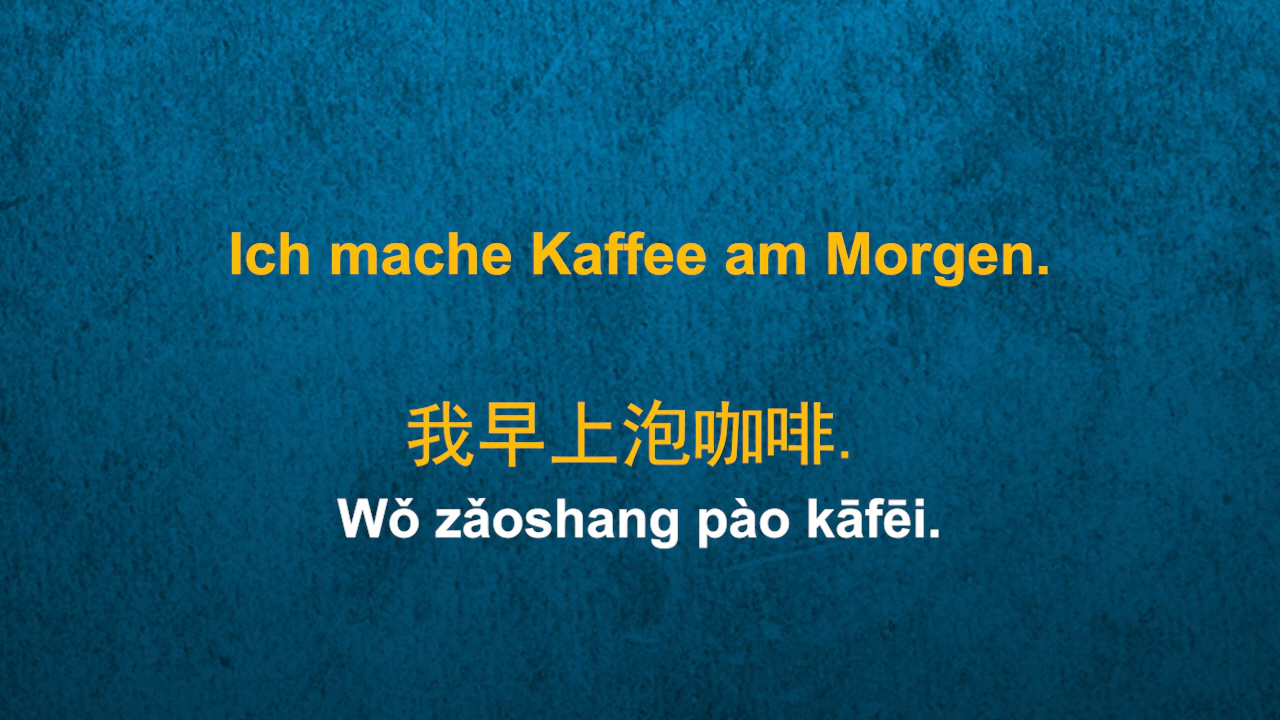 Ich mache Kaffee am Morgen.
我早上泡咖啡.
Wǒ zǎoshang pào kāfēi.